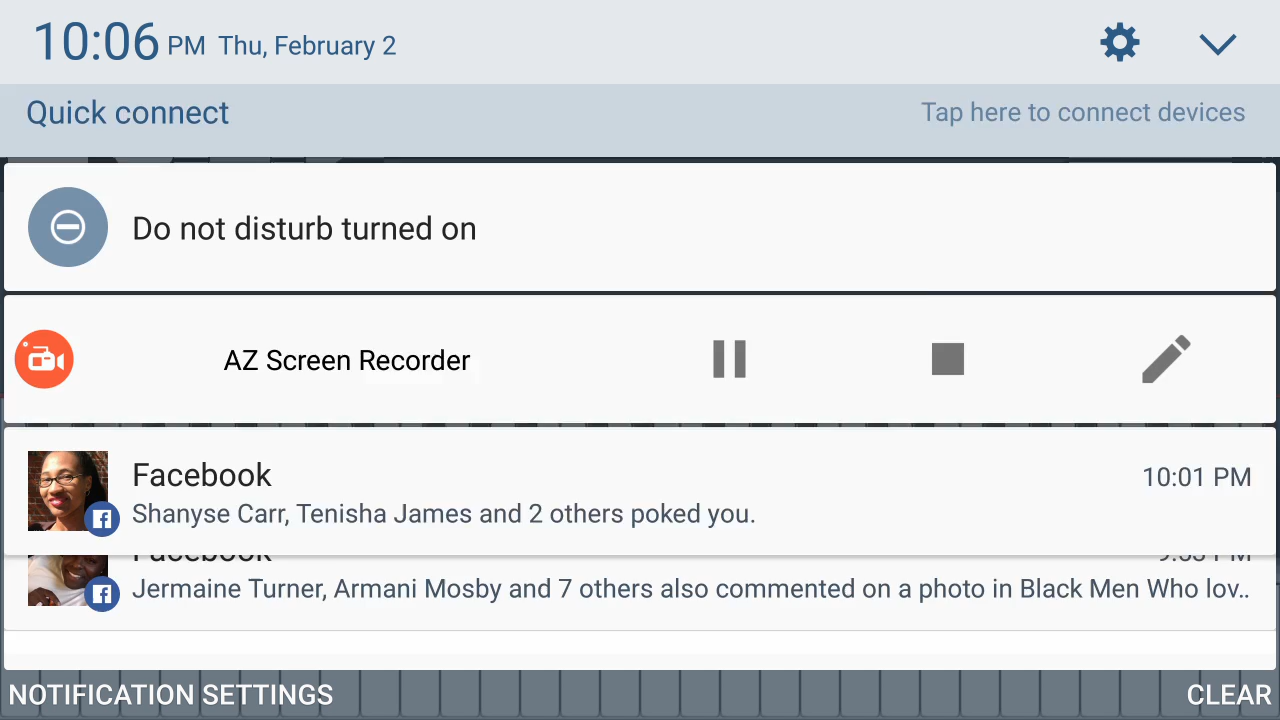 10:06 PM Thu, February 2
Quick connect Tap here to connect devices
Do not disturb turned on
AZ Screen Recorder
Facebook 10:01 PM
Shanyse Carr, Tenisha James and 2 others poked you.
Facebook
Jermaine Turner, Armani Mosby and 7 others also commented on a photo in Black Men Who lov..
NOTIFICATION SETTINGS CLEAR